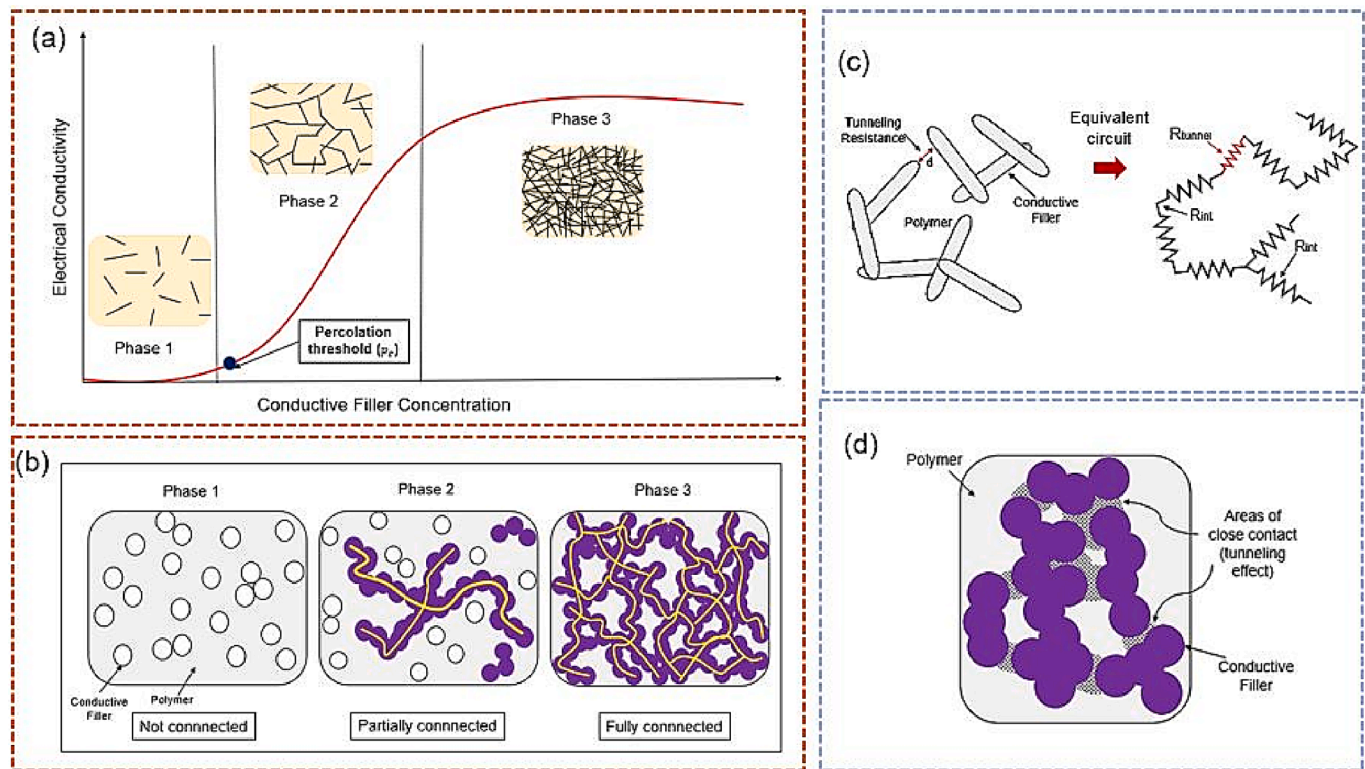 (a)
Electrical Conductivity
Phase 1
Phase 2
Phase 3
Percolation
threshold (pc)
Conductive Filler Concentration
(b)
Phase 1
Phase 2
Phase 3
Conductive
Filler
Polymer
Not connnected
Partially connnected
Fully connnected
(c)
Tunneling
Resistance
d
Conductive
Filler
Polymer
Equivalent
circuit
Rtunner
Rint
Rint
(d)
Polymer
Areas of
close contact
(tunneling
effect)
Conductive
Filler